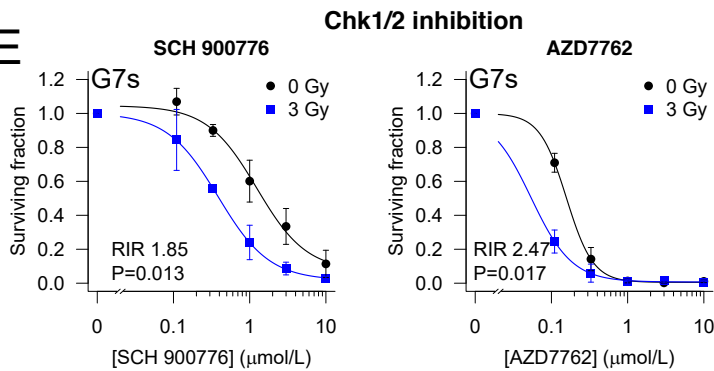 E
Chk1/2 inhibition
SCH 900776
G7s
0 Gy
3 Gy
Surviving fraction
1.2
1.0
0.8
0.6
0.4
0.2
0.0
RIR 1.85
P=0.013
0 0.1 1 10
[SCH 900776] (μmol/L)
AZD7762
G7s
0 Gy
3 Gy
Surviving fraction
1.2
1.0
0.8
0.6
0.4
0.2
0.0
RIR 2.47
P=0.017
0 0.1 1 10
[AZD7762] (μmol/L)